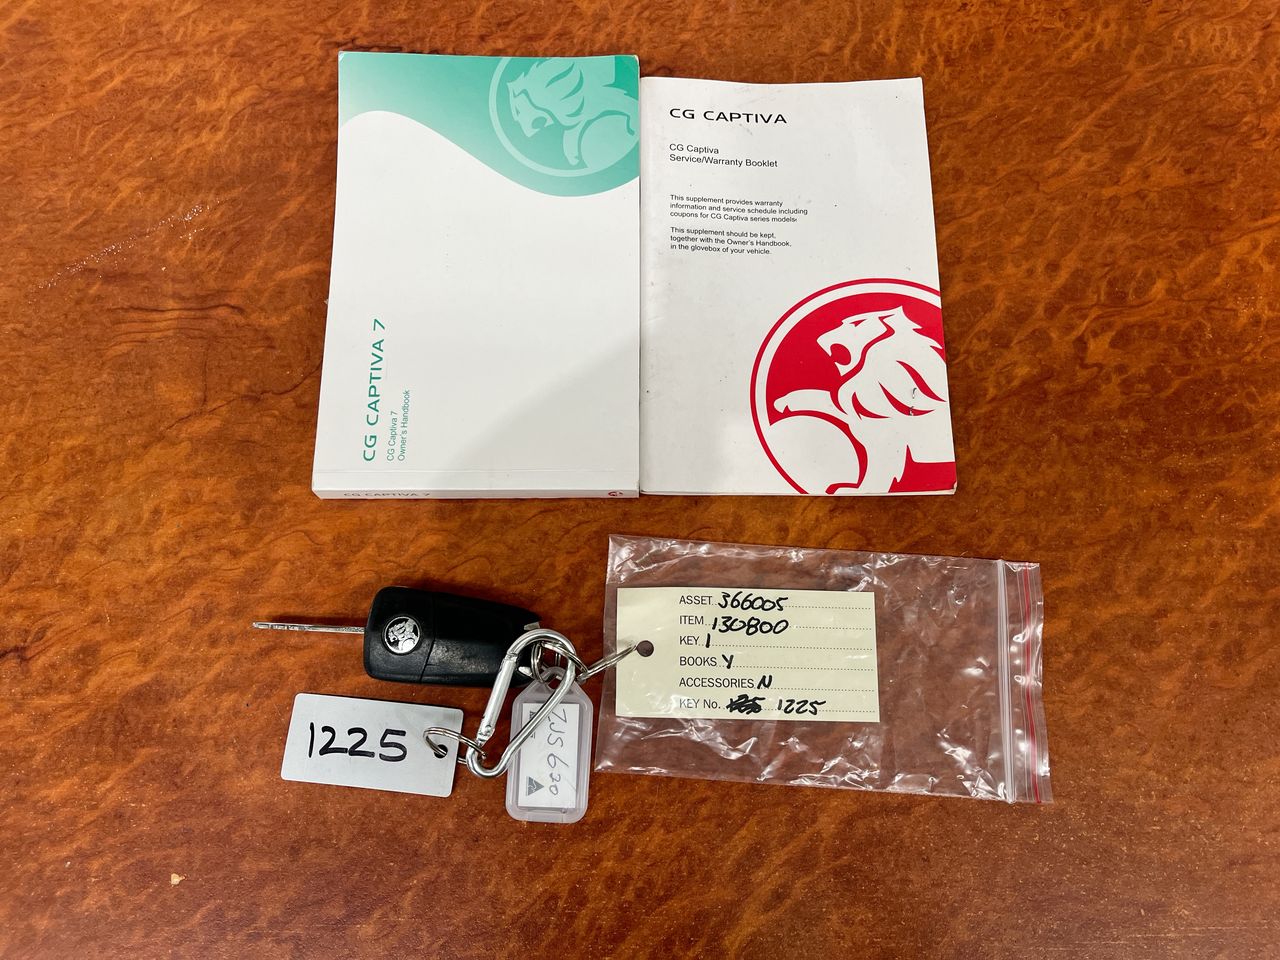 CG CAPTIVA 7
CG Captiva 7
Owner's Handbook
CG CAPTIVA 7
CG CAPTIVA
CG Captiva
Service/Warranty Booklet
This supplement provides warranty
information and service schedule including
coupons for CG Captiva series models.
This supplement should be kept,
together with the Owner's Handbook,
in the glovebox of your vehicle.
ASSET 366005
ITEM 130800
KEY 1
BOOKS Y
ACCESSORIES N
KEY No. 1225
1225
ZJS 620